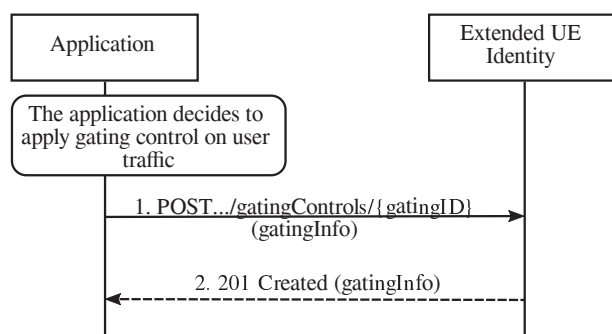 Application
Extended UE
Identity
The application decides to
apply gating control on user
traffic
1. POST.../gatingControls/{gatingID}
(gatingInfo)
2. 201 Created (gatingInfo)